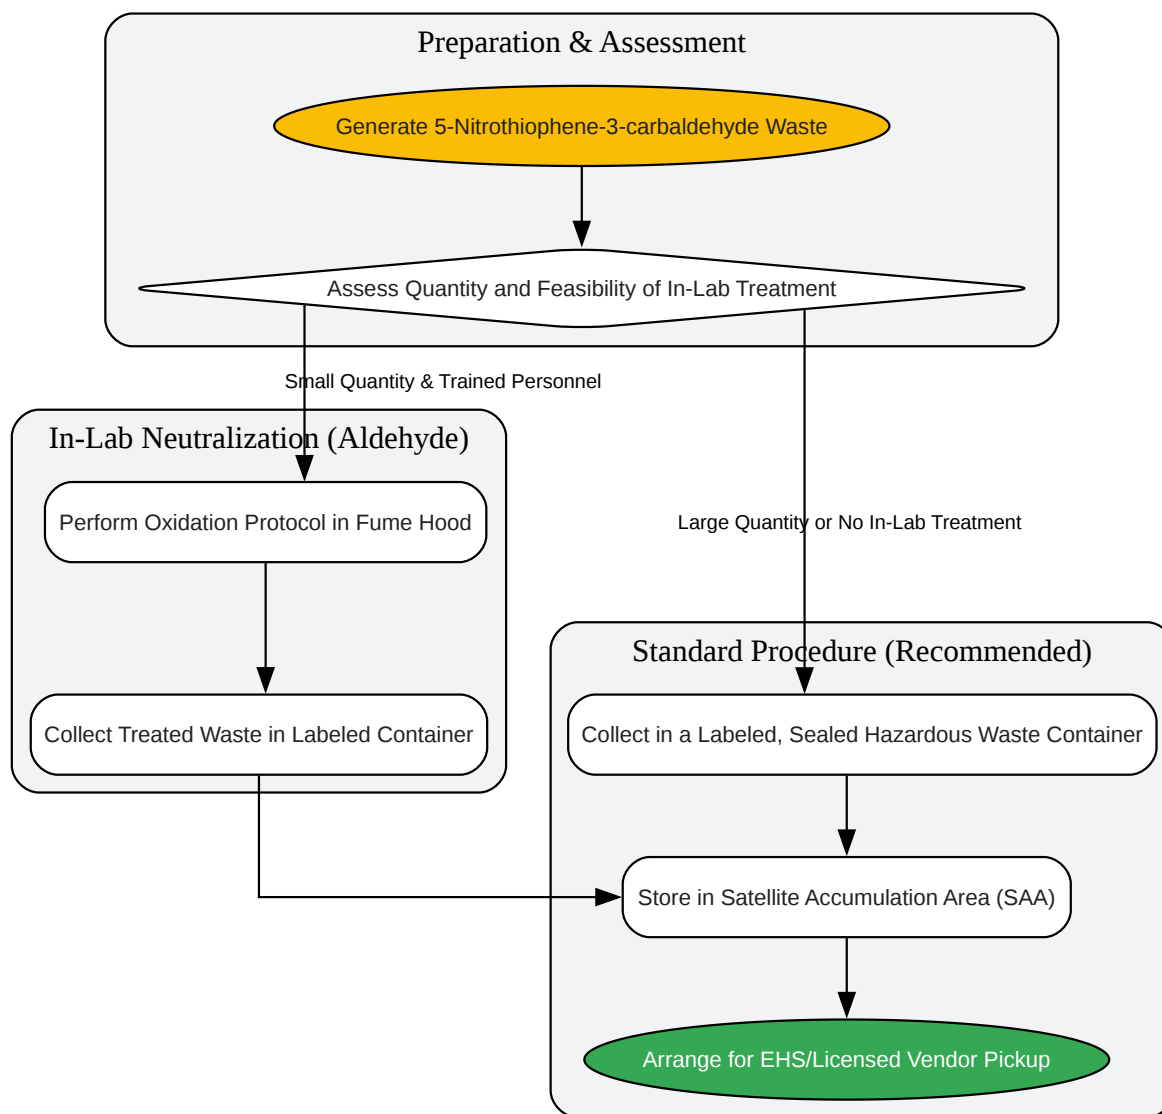 Preparation & Assessment
Generate 5-Nitrothiophene-3-carbaldehyde Waste
Assess Quantity and Feasibility of In-Lab Treatment
Small Quantity & Trained Personnel
In-Lab Neutralization (Aldehyde)
Perform Oxidation Protocol in Fume Hood
Large Quantity or No In-Lab Treatment
Standard Procedure (Recommended)
Collect Treated Waste in Labeled Container
Collect in a Labeled, Sealed Hazardous Waste Container
Store in Satellite Accumulation Area (SAA)
Arrange for EHS/Licensed Vendor Pickup